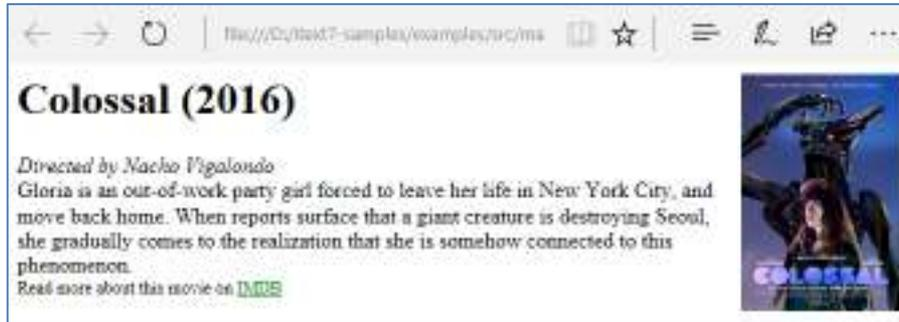 Colossal (2016)
Directed by Nacho Vigalondo
Gloria is an out-of-work party girl forced to leave her life in New York City, and
move back home. When reports surface that a giant creature is destroying Seoul,
she gradually comes to the realization that she is somehow connected to this
phenomenon.
Read more about this movie on IMDB
COLOSSAL